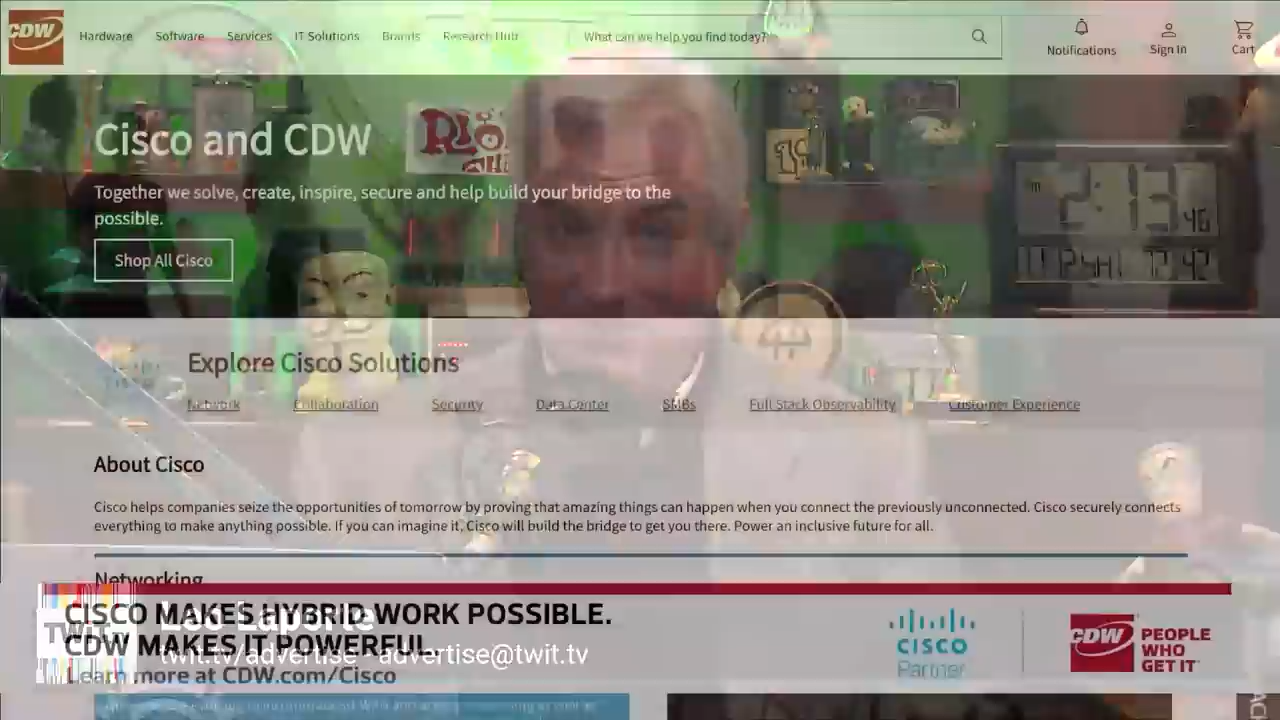 CDW
Hardware
Software
Services
IT Solutions
Brands
Research Hub
What can we help you find today?
Notifications
Sign In
Cart
Cisco and CDW
Together we solve, create, inspire, secure and help build your bridge to the
possible.
Shop All Cisco
2:13 46
Explore Cisco Solutions
Network
Collaboration
Security
Data Center
SMBs
Full Stack Observability
Customer Experience
About Cisco
Cisco helps companies seize the opportunities of tomorrow by proving that amazing things can happen when you connect the previously unconnected. Cisco securely connects
everything to make anything possible. If you can imagine it, Cisco will build the bridge to get you there. Power an inclusive future for all.
Networking
CISCO MAKES HYBRID WORK POSSIBLE.
CDW MAKES IT POWERFUL.
Learn more at CDW.com/Cisco
TWiT
Leo Laporte
twit.tv/advertise - advertise@twit.tv
CISCO
Partner
CDW
PEOPLE
WHO
GET IT